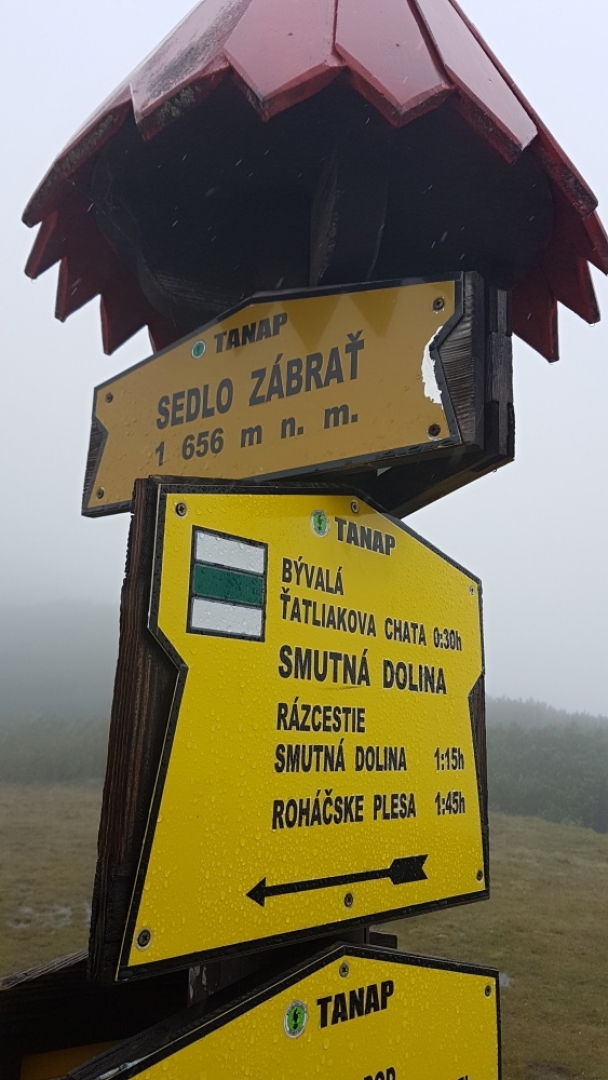 TANAP
SEDLO ZÁBRAŤ
1 656 m n. m.
TANAP
BÝVALÁ
ŤATLIAKOVA CHATA 0:30h
SMUTNÁ DOLINA
RÁZCESTIE
SMUTNÁ DOLINA 1:15h
ROHÁČSKE PLESA 1:45h
TANAP